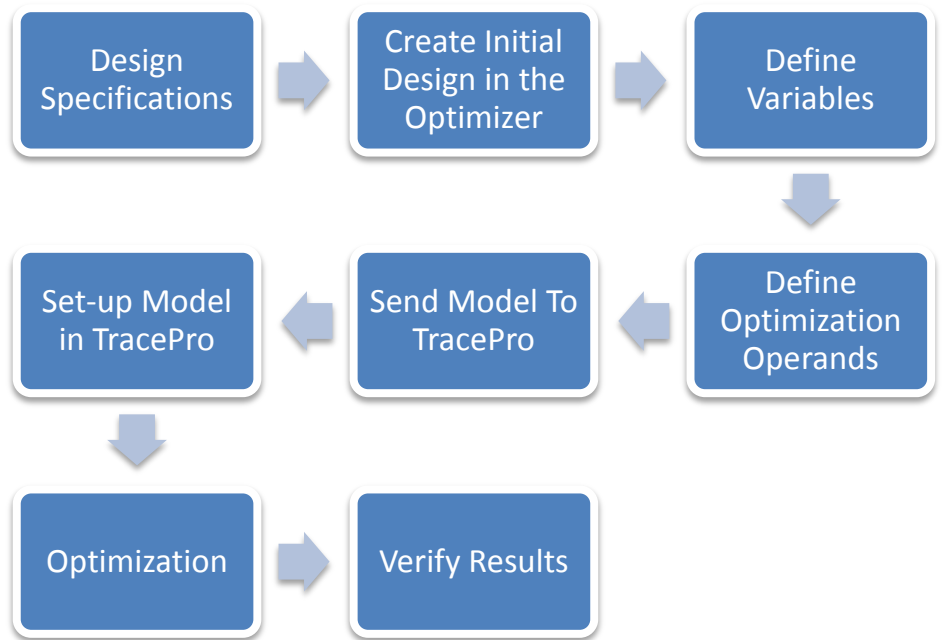 Design
Specifications
Create Initial
Design in the
Optimizer
Define
Variables
Define
Optimization
Operands
Send Model To
TracePro
Set-up Model
in TracePro
Optimization
Verify Results